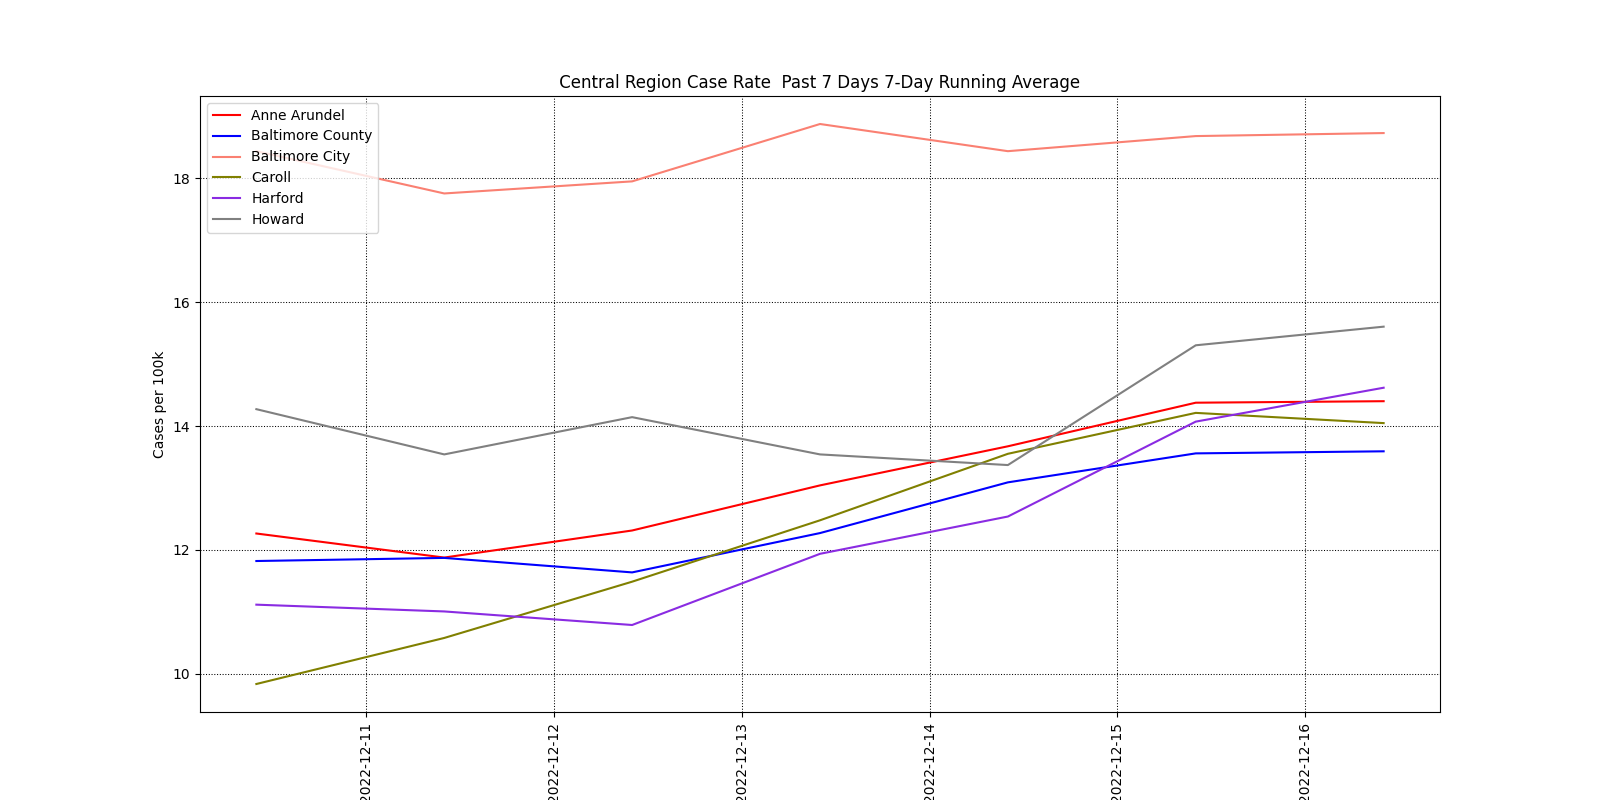 Central Region Case Rate  Past 7 Days 7-Day Running Average
Anne Arundel
Baltimore County
Baltimore City
Caroll
Harford
Howard
Cases per 100k
18
16
14
12
10
2022-12-11
2022-12-12
2022-12-13
2022-12-14
2022-12-15
2022-12-16